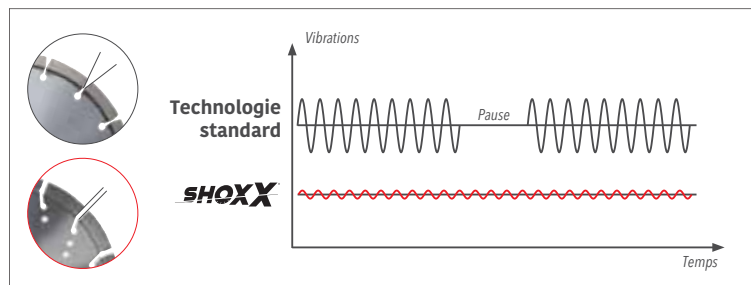 Vibrations
Technologie
standard
Pause
SHOXX
Temps